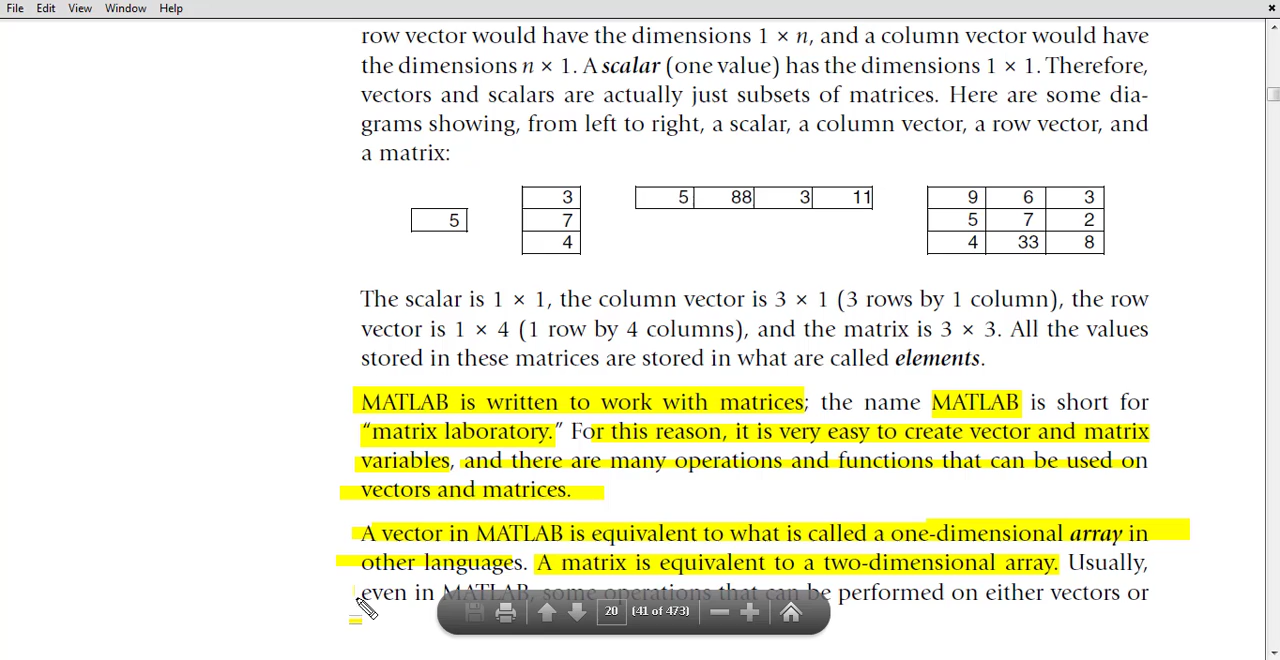 File Edit View Window Help
row vector would have the dimensions 1 × n, and a column vector would have
the dimensions n × 1. A scalar (one value) has the dimensions 1 × 1. Therefore,
vectors and scalars are actually just subsets of matrices. Here are some dia-
grams showing, from left to right, a scalar, a column vector, a row vector, and
a matrix:
5
3
7
4
5 88 3 11
9 6 3
5 7 2
4 33 8
The scalar is 1 × 1, the column vector is 3 × 1 (3 rows by 1 column), the row
vector is 1 × 4 (1 row by 4 columns), and the matrix is 3 × 3. All the values
stored in these matrices are stored in what are called elements.
MATLAB is written to work with matrices; the name MATLAB is short for
“matrix laboratory.” For this reason, it is very easy to create vector and matrix
variables, and there are many operations and functions that can be used on
vectors and matrices.
A vector in MATLAB is equivalent to what is called a one-dimensional array in
other languages. A matrix is equivalent to a two-dimensional array. Usually,
even in MATLAB, some operations that can be performed on either vectors or
20 (41 of 473)